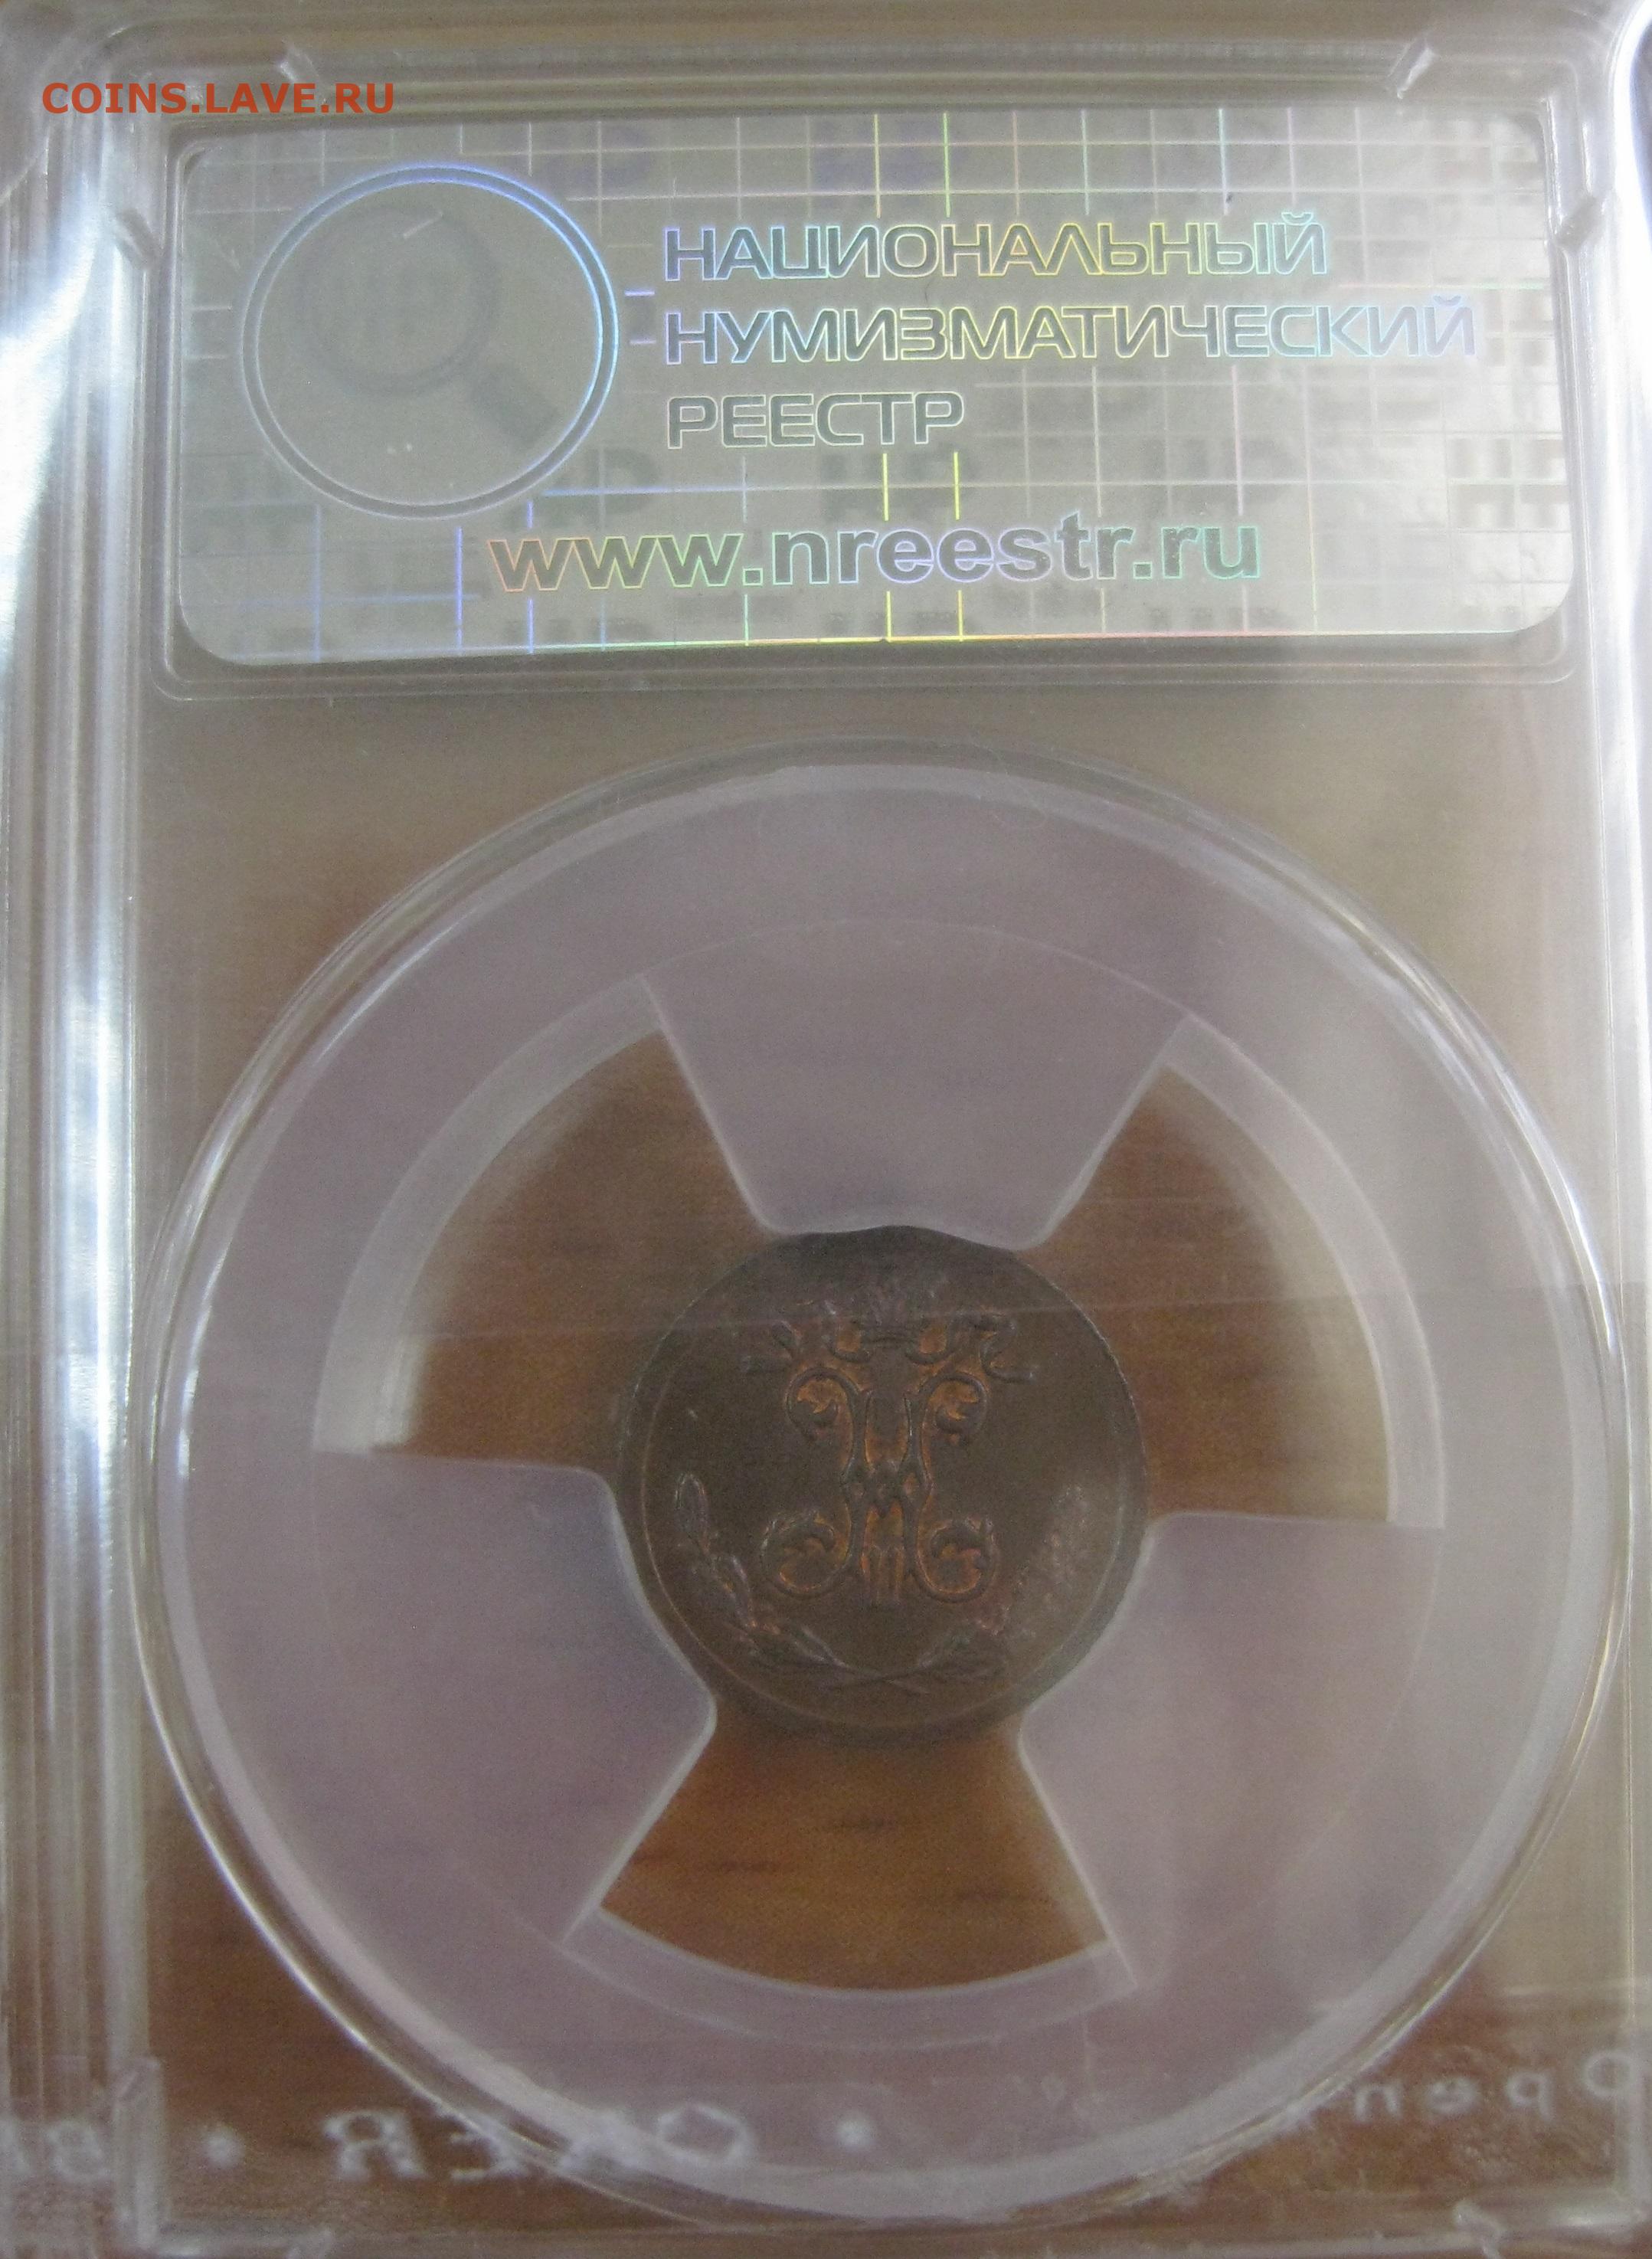 COINS.LAVE.RU
НАЦИОНАЛЬНЫЙ
НУМИЗМАТИЧЕСКИЙ
РЕЕСТР
www.nreestr.ru